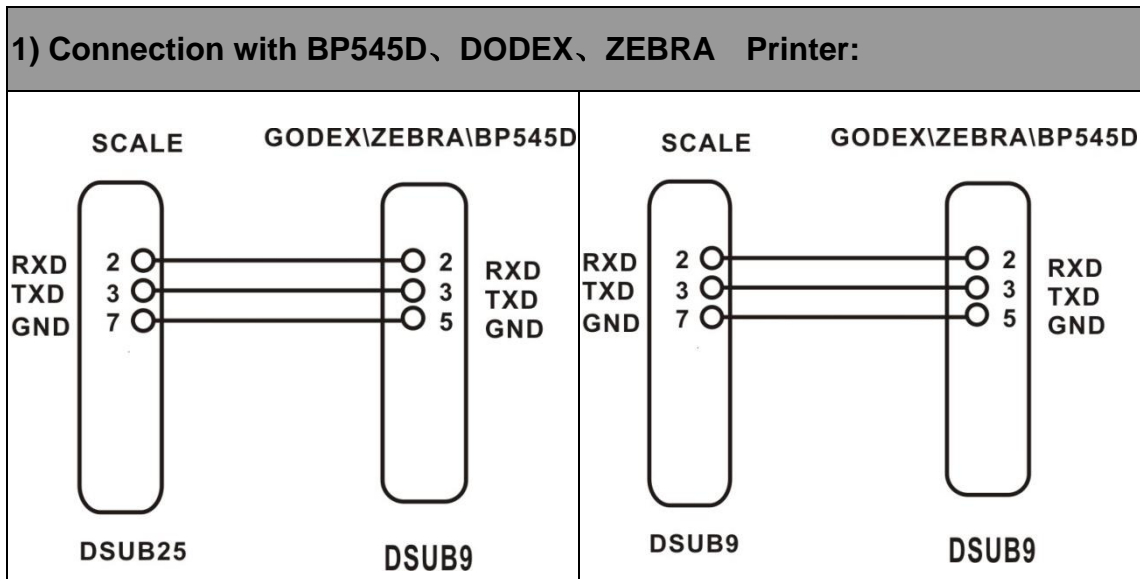 1) Connection with BP545D、DODEX、ZEBRA Printer:
SCALE GODEX\ZEBRA\BP545D
RXD 2 2 RXD
TXD 3 3 TXD
GND 7 5 GND
DSUB25 DSUB9
SCALE GODEX\ZEBRA\BP545D
RXD 2 2 RXD
TXD 3 3 TXD
GND 7 5 GND
DSUB9 DSUB9